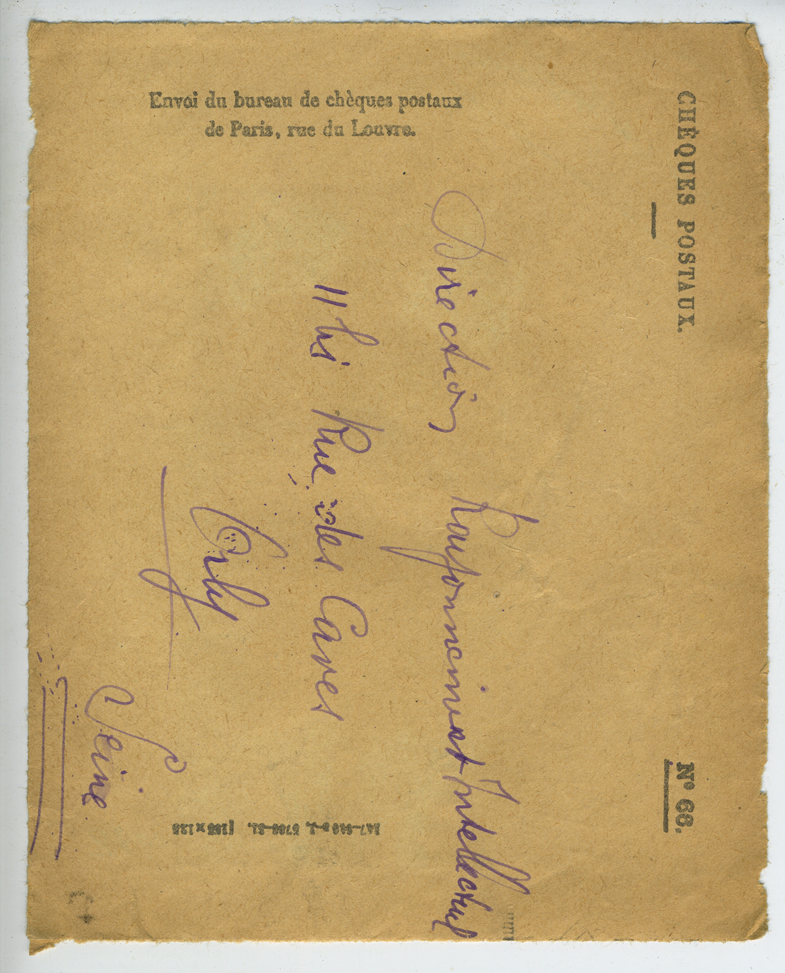 CHÈQUES POSTAUX.
N° 66.
Envoi du bureau de chèques postaux
de Paris, rue du Louvre.
Direction Rayonnement Intellectuel
11 bis Rue des Caves
Orly
Seine